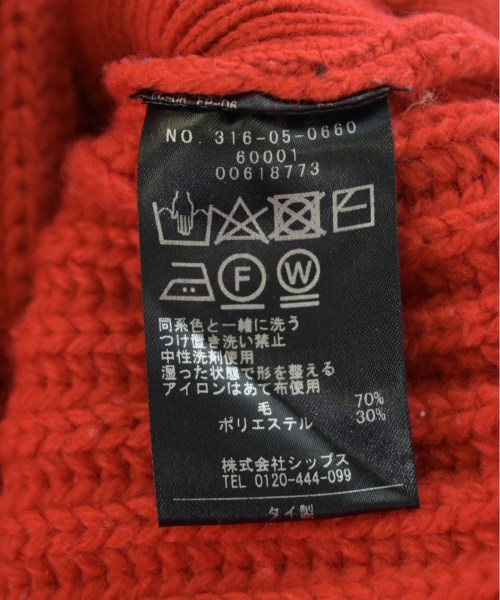 NO. 316-05-0660
60001
00618773
F W
同系色と一緒に洗う
つけ置き洗い禁止
中性洗剤使用
湿った状態で形を整える
アイロンはあて布使用
毛 70%
ポリエステル 30%
株式会社シップス
TEL 0120-444-099
タイ製